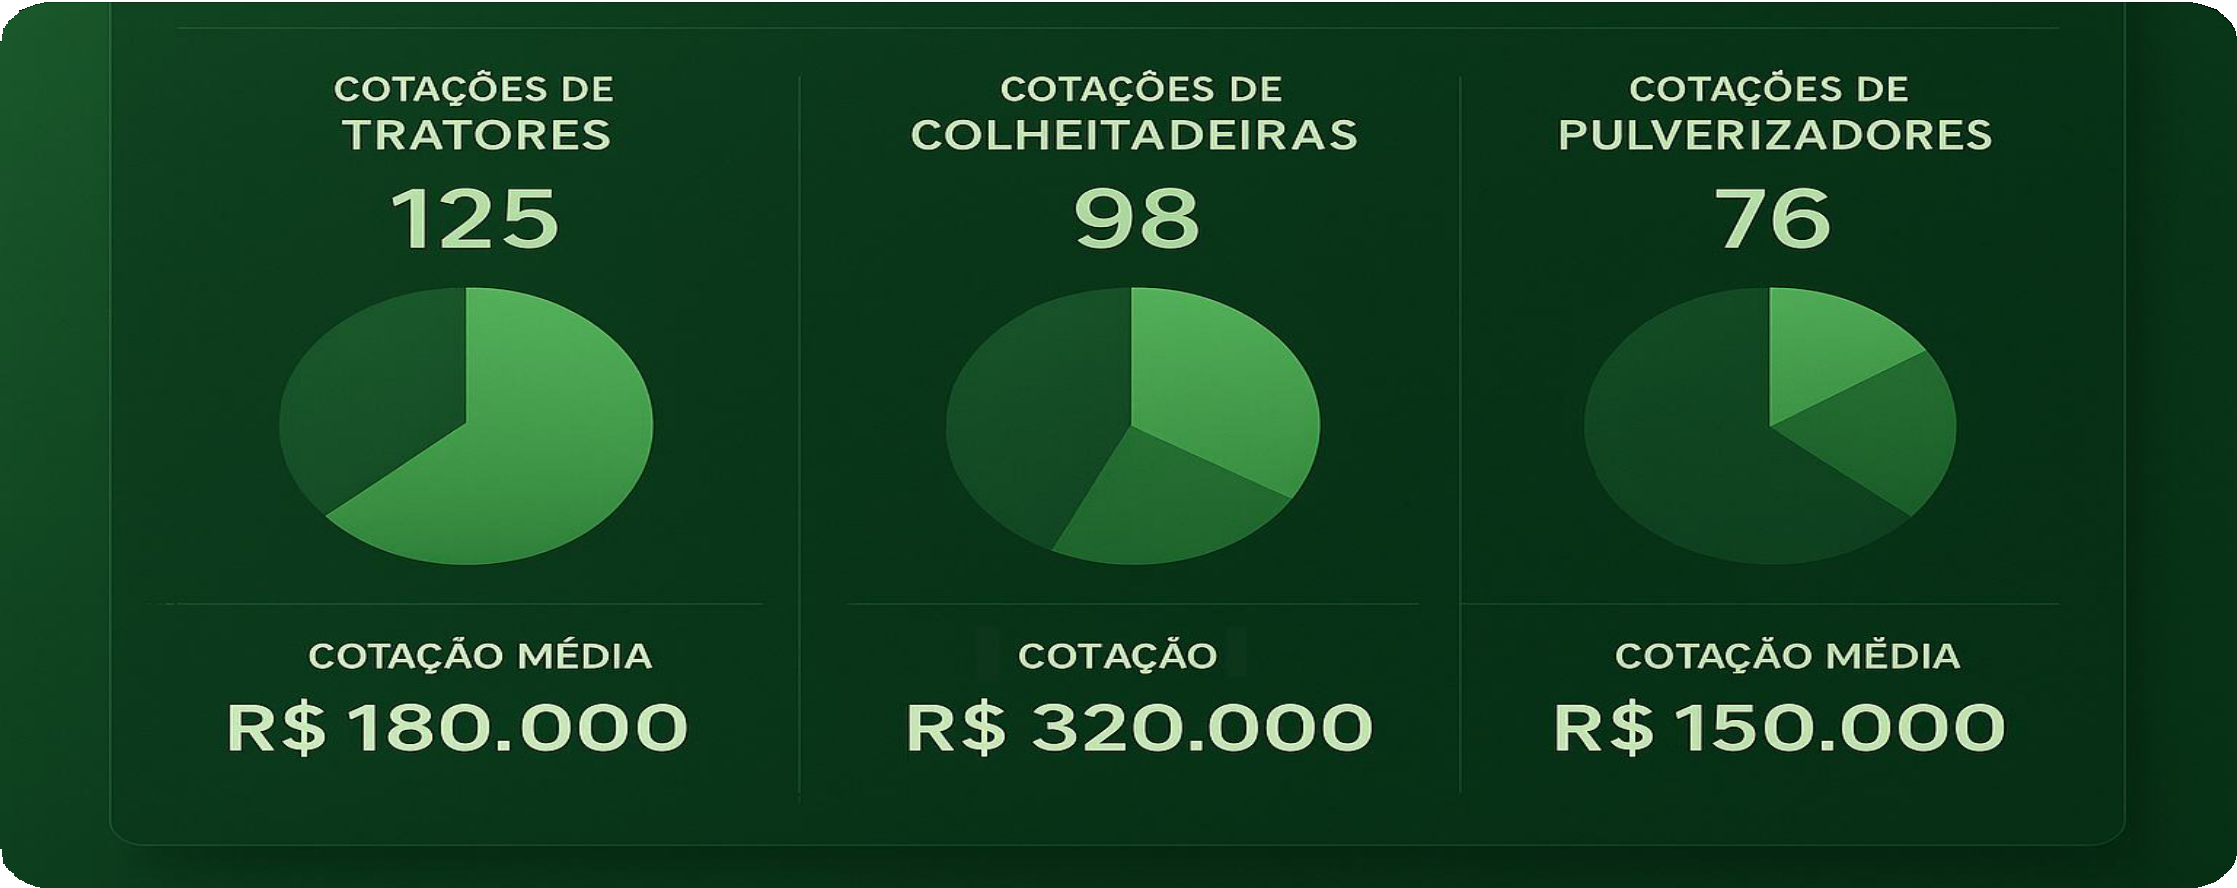 COTAÇÕES DE
TRATORES
125
COTAÇÃO MÉDIA
R$ 180.000
COTAÇÕES DE
COLHEITADEIRAS
98
COTAÇÃO
R$ 320.000
COTAÇÕES DE
PULVERIZADORES
76
COTAÇÃO MÉDIA
R$ 150.000